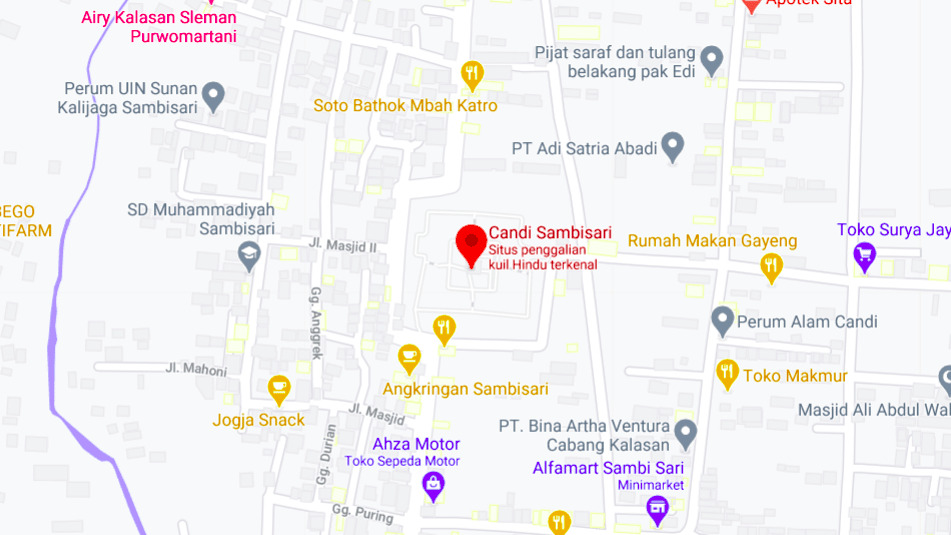 Apotek Sita
Airy Kalasan Sleman
Purwomartani
Pijat saraf dan tulang
belakang pak Edi
Perum UIN Sunan
Kalijaga Sambisari
Soto Bathok Mbah Katro
PT Adi Satria Abadi
BEGO
TIFARM
SD Muhammadiyah
Sambisari
Jl. Masjid II
Candi Sambisari
Situs penggalian
kuil Hindu terkenal
Rumah Makan Gayeng
Toko Surya Jay
Gg. Anggrek
Perum Alam Candi
Jl. Mahoni
Angkringan Sambisari
Toko Makmur
Jogja Snack
Jl. Masjid
Masjid Ali Abdul Wa
Gg. Durian
PT. Bina Artha Ventura
Cabang Kalasan
Ahza Motor
Toko Sepeda Motor
Alfamart Sambi Sari
Minimarket
Gg. Puring